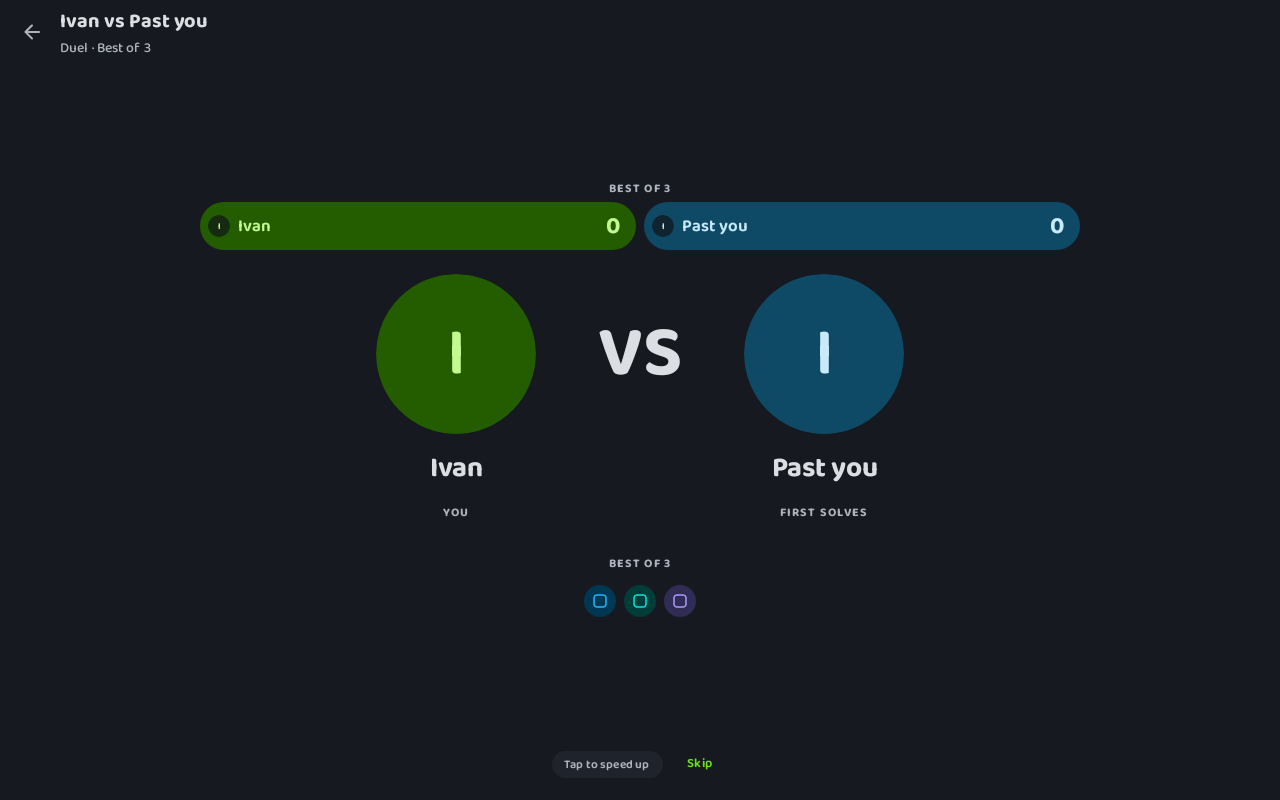 Ivan vs Past you
Duel · Best of 3
BEST OF 3
I Ivan 0
I Past you 0
I VS I
Ivan Past you
YOU FIRST SOLVES
BEST OF 3
Tap to speed up Skip